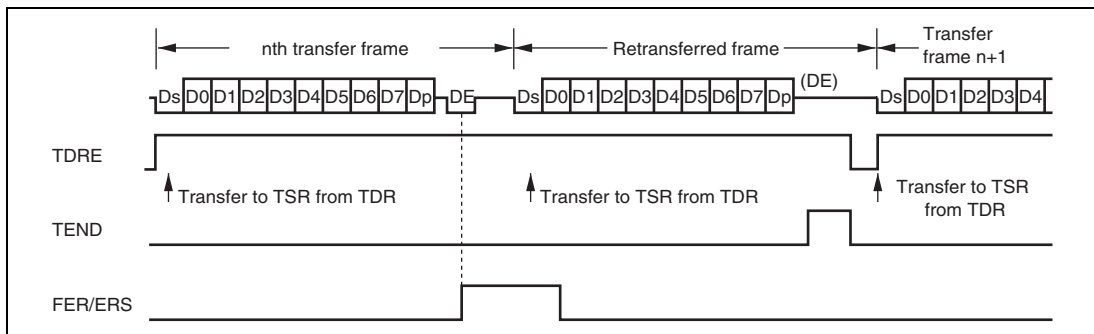 nth transfer frame
Retransferred frame
Transfer
frame n+1
Ds D0 D1 D2 D3 D4 D5 D6 D7 Dp DE
Ds D0 D1 D2 D3 D4 D5 D6 D7 Dp
(DE)
Ds D0 D1 D2 D3 D4
TDRE
Transfer to TSR from TDR
Transfer to TSR from TDR
Transfer to TSR
from TDR
TEND
FER/ERS